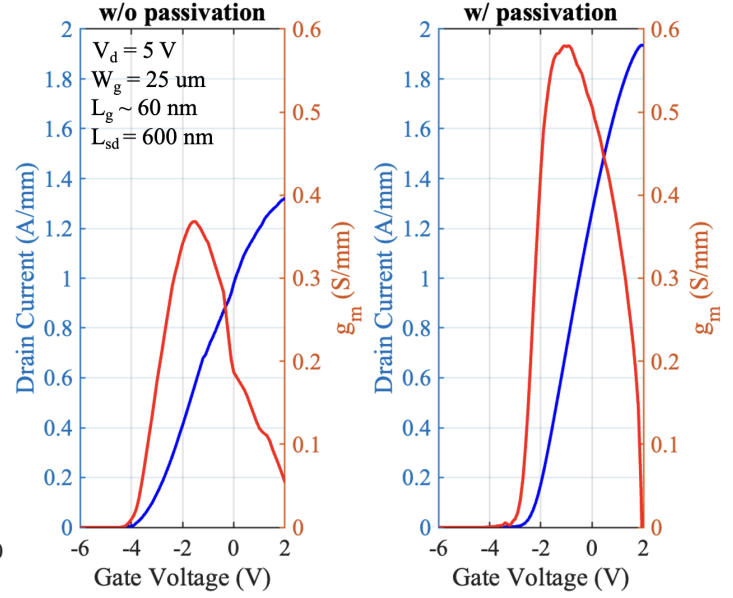 w/o passivation
V_d = 5 V
W_g = 25 um
L_g ~ 60 nm
L_sd = 600 nm
2
1.8
1.6
1.4
1.2
1
0.8
0.6
0.4
0.2
0
Drain Current (A/mm)
0.6
0.5
0.4
0.3
0.2
0.1
0
g_m (S/mm)
-6 -4 -2 0 2
Gate Voltage (V)
w/ passivation
2
1.8
1.6
1.4
1.2
1
0.8
0.6
0.4
0.2
0
Drain Current (A/mm)
0.6
0.5
0.4
0.3
0.2
0.1
0
g_m (S/mm)
-6 -4 -2 0 2
Gate Voltage (V)